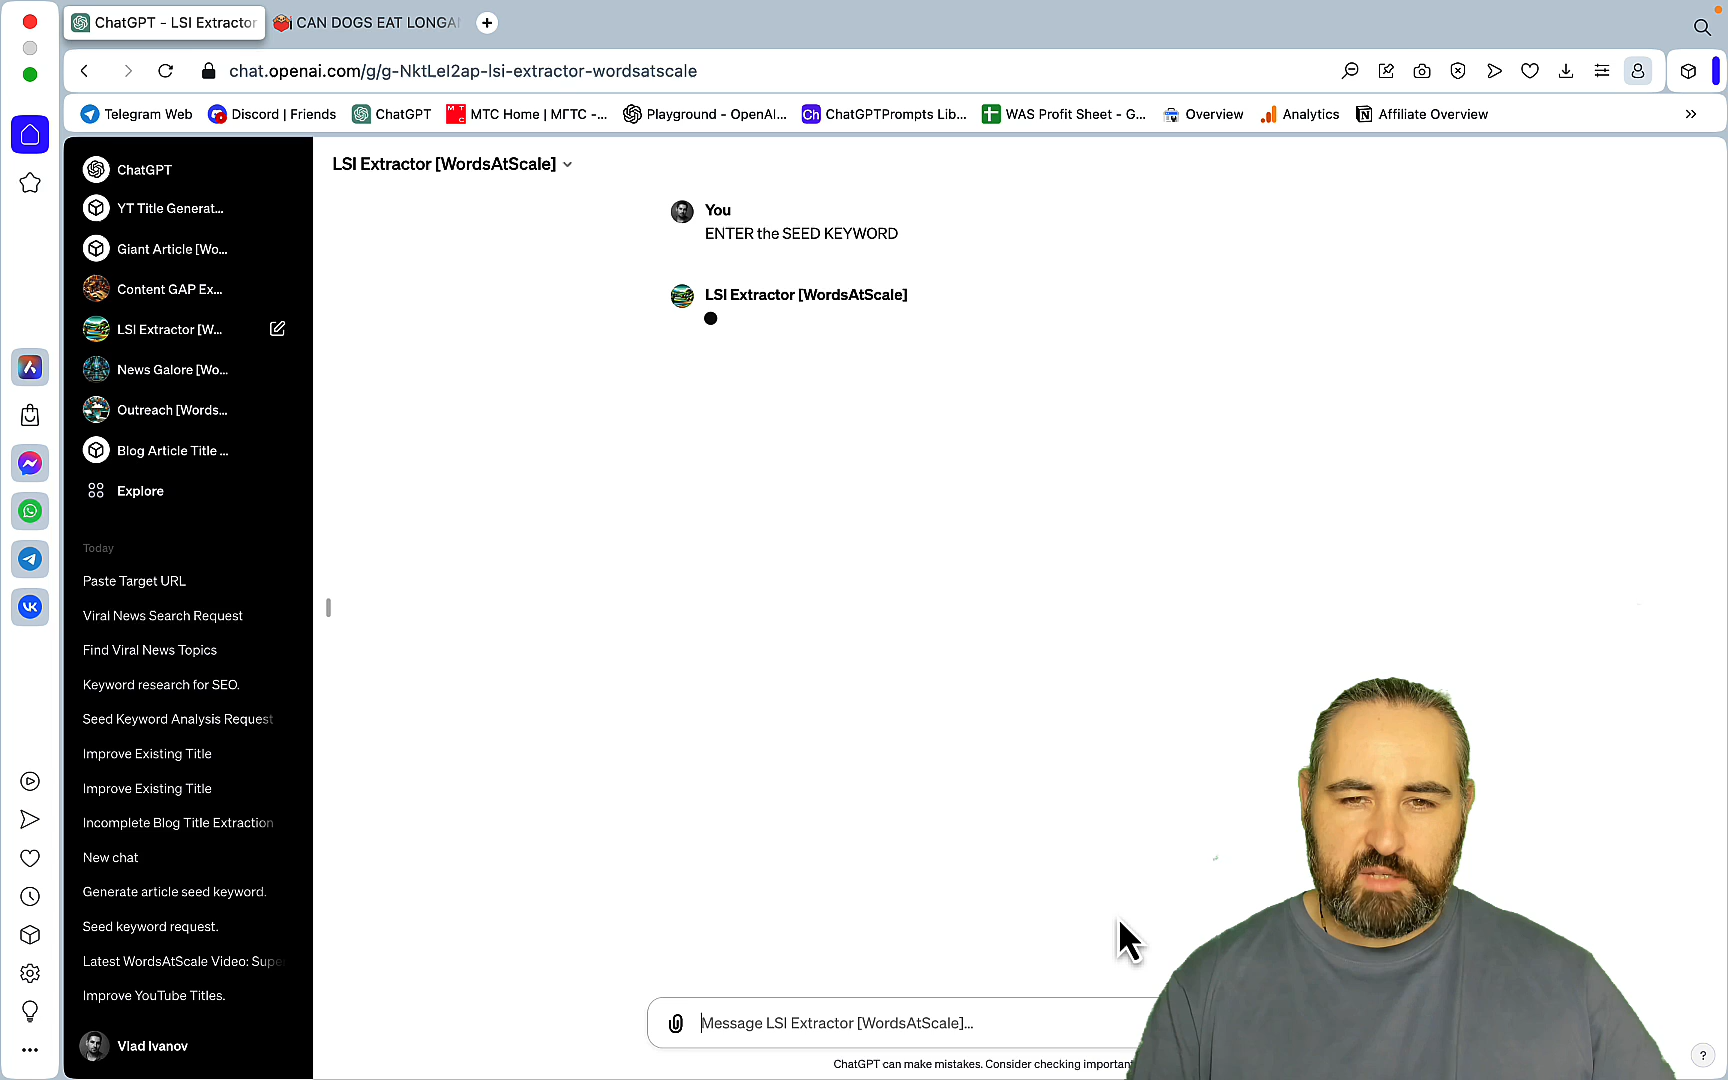 ChatGPT - LSI Extractor
CAN DOGS EAT LONGA
chat.openai.com/g/g-NktLeI2ap-lsi-extractor-wordsatscale
Telegram Web
Discord | Friends
ChatGPT
MTC
МТС Home | МГТС -...
Playground - OpenAI...
Ch
ChatGPTPrompts Lib...
WAS Profit Sheet - G...
Overview
Analytics
Affiliate Overview
ChatGPT
YT Title Generat...
Giant Article [Wo...
Content GAP Ex...
LSI Extractor [W...
News Galore [Wo...
Outreach [Words...
Blog Article Title ...
Explore
Today
Paste Target URL
Viral News Search Request
Find Viral News Topics
Keyword research for SEO.
Seed Keyword Analysis Request
Improve Existing Title
Improve Existing Title
Incomplete Blog Title Extraction
New chat
Generate article seed keyword.
Seed keyword request.
Latest WordsAtScale Video: Supe
Improve YouTube Titles.
Vlad Ivanov
LSI Extractor [WordsAtScale]
You
ENTER the SEED KEYWORD
LSI Extractor [WordsAtScale]
Message LSI Extractor [WordsAtScale]...
ChatGPT can make mistakes. Consider checking important
?